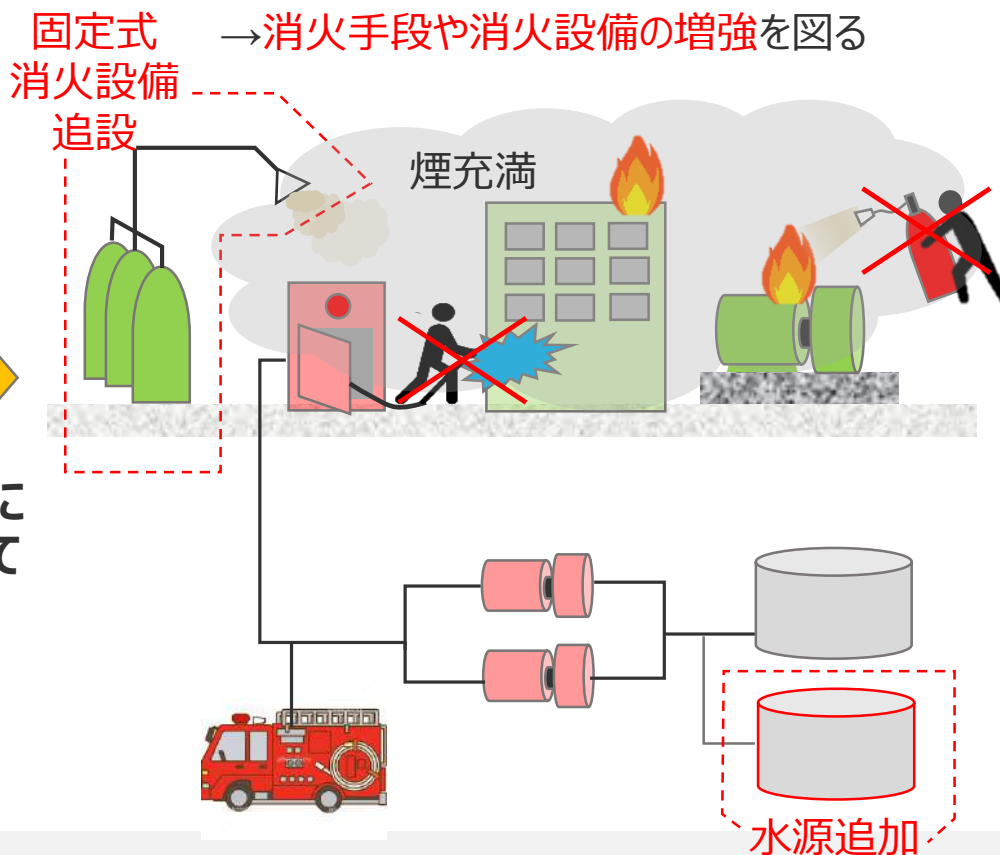 →消火手段や消火設備の増強を図る
固定式
消火設備
追設
煙充満
に
て
水源追加